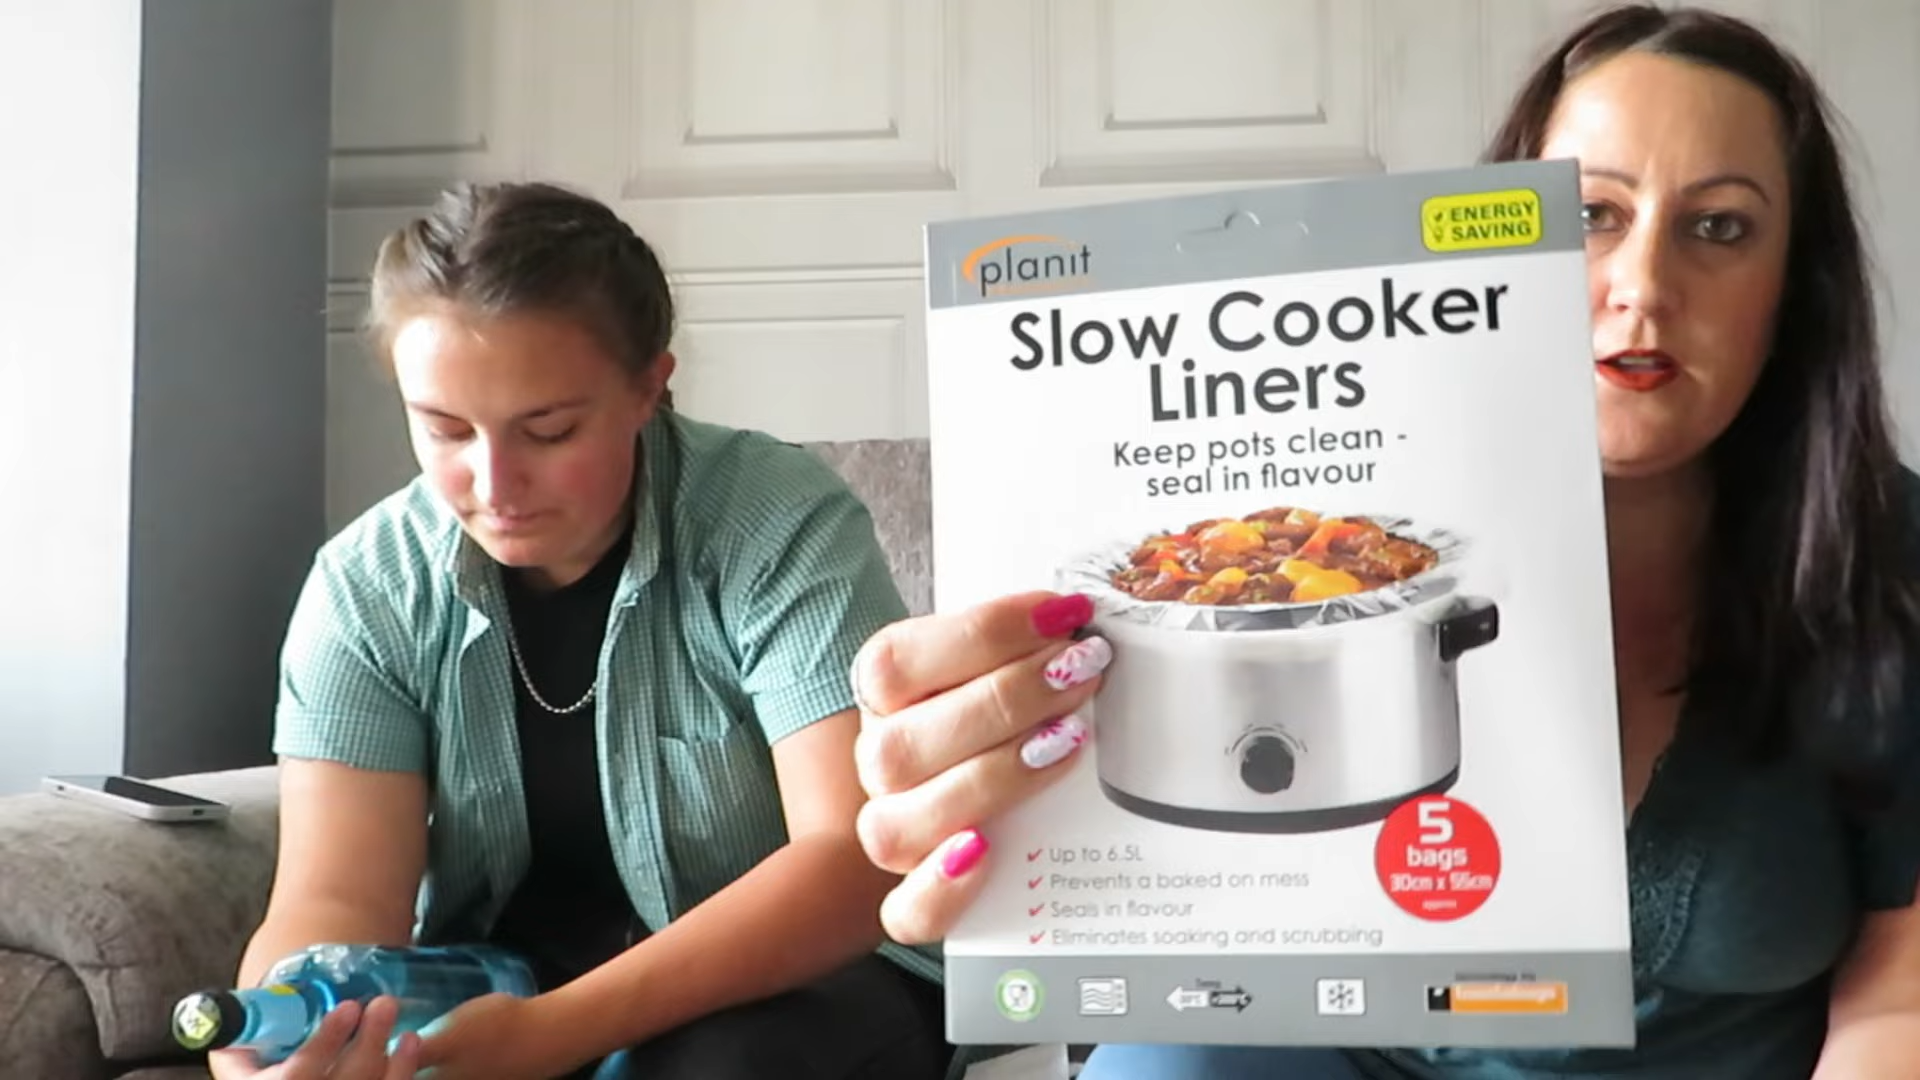 planit
ENERGY
SAVING
Slow Cooker
Liners
Keep pots clean -
seal in flavour
5
bags
30cm x 55cm
approx
✔ Up to 6.5L
✔ Prevents a baked on mess
✔ Seals in flavour
✔ Eliminates soaking and scrubbing